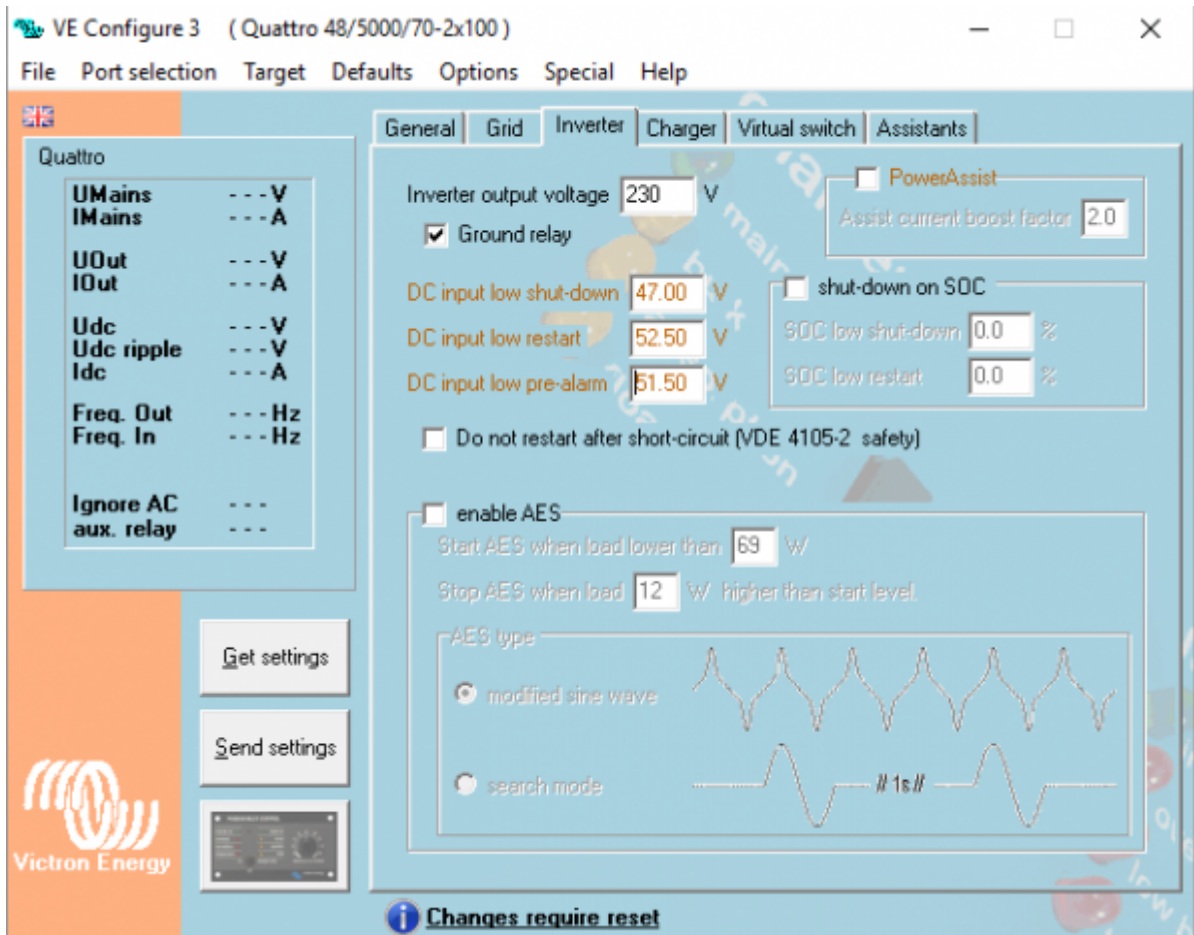 VE Configure 3 ( Quattro 48/5000/70-2x100 )
File Port selection Target Defaults Options Special Help
General Grid Inverter Charger Virtual switch Assistants
Quattro
UMains - - - V
IMains - - - A
UOut - - - V
IOut - - - A
Udc - - - V
Udc ripple - - - V
Idc - - - A
Freq. Out - - - Hz
Freq. In - - - Hz
Ignore AC - - -
aux. relay - - -
Get settings
Send settings
Victron Energy
Inverter output voltage 230 V
Ground relay
DC input low shut-down 47.00 V
DC input low restart 52.50 V
DC input low pre-alarm 51.50 V
PowerAssist
Assist current boost factor 2.0
shut-down on SOC
SOC low shut-down 0.0 %
SOC low restart 0.0 %
Do not restart after short-circuit (VDE 4105-2 safety)
enable AES
Start AES when load lower than 69 W
Stop AES when load 12 W higher than start level.
AES type
modified sine wave
search mode
// 1s //
Changes require reset